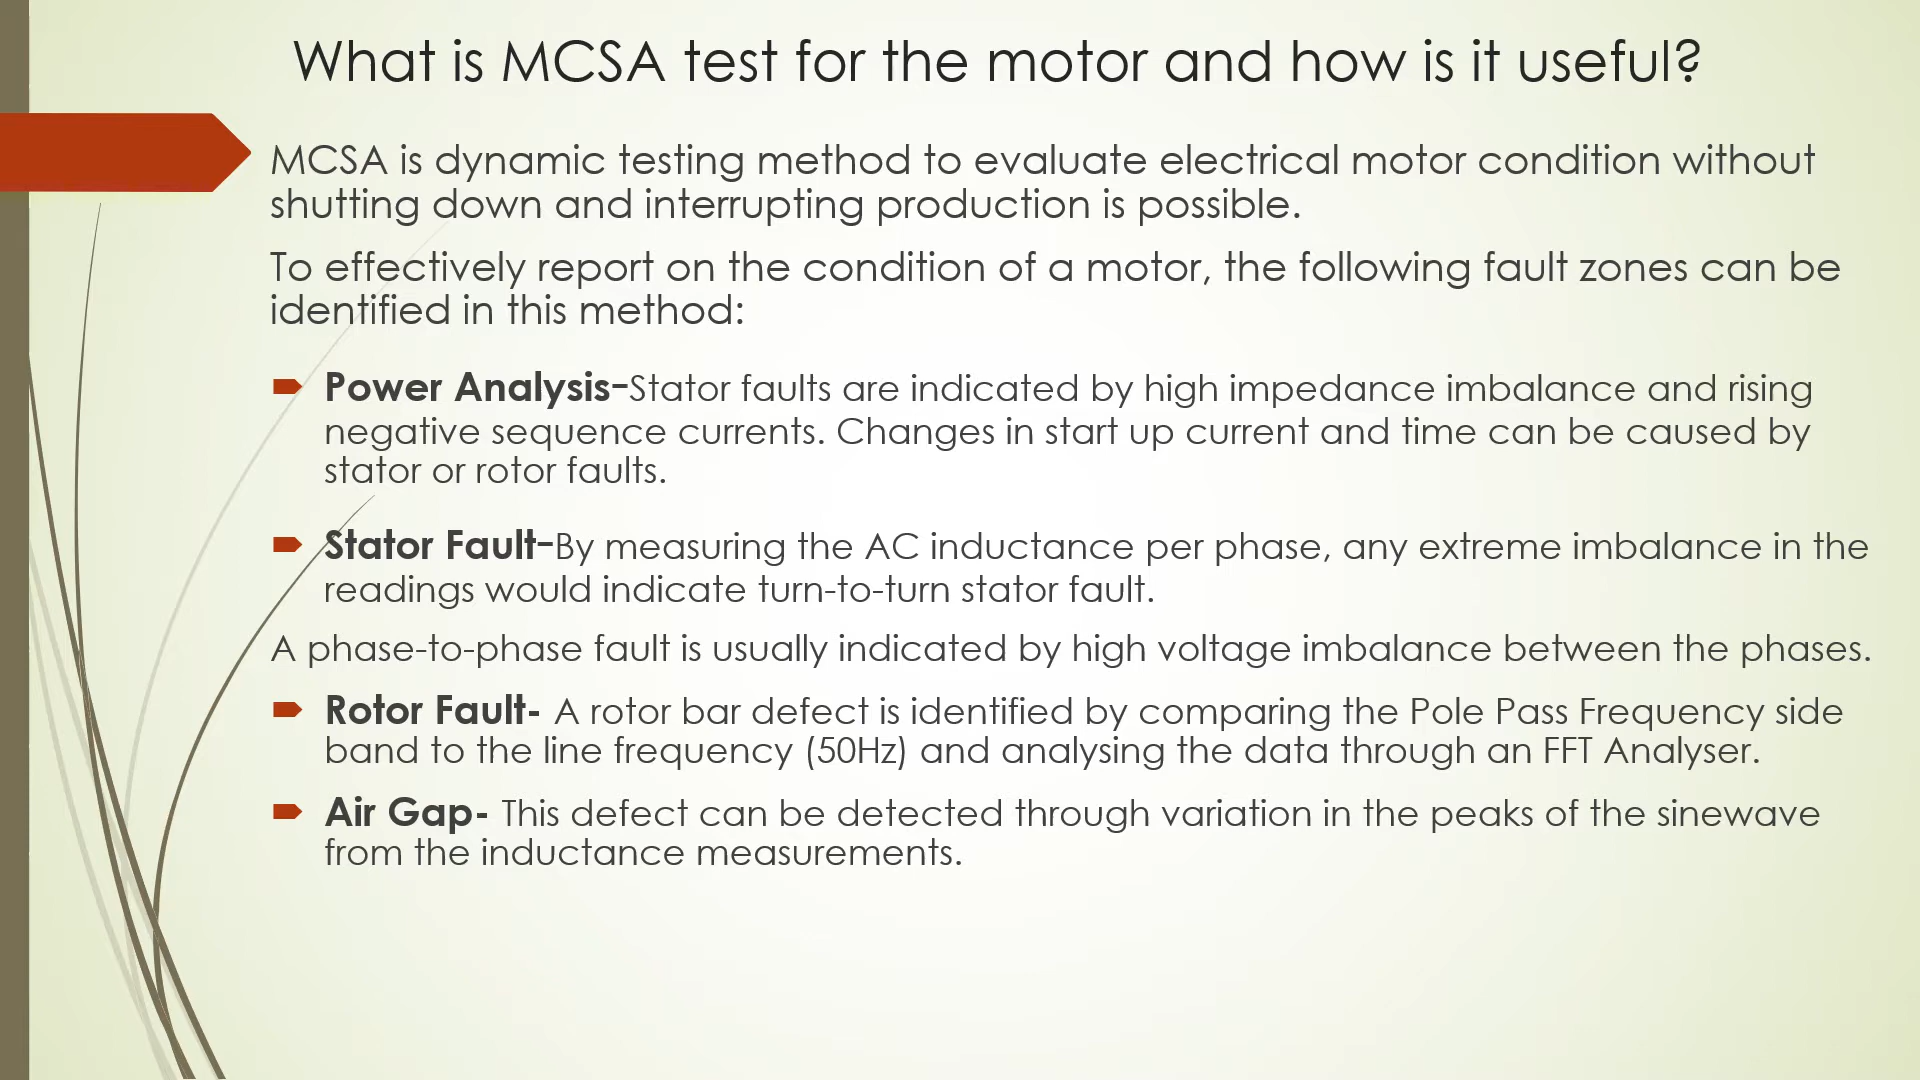 What is MCSA test for the motor and how is it useful?
MCSA is dynamic testing method to evaluate electrical motor condition without
shutting down and interrupting production is possible.
To effectively report on the condition of a motor, the following fault zones can be
identified in this method:
Power Analysis-Stator faults are indicated by high impedance imbalance and rising
negative sequence currents. Changes in start up current and time can be caused by
stator or rotor faults.
Stator Fault-By measuring the AC inductance per phase, any extreme imbalance in the
readings would indicate turn-to-turn stator fault.
A phase-to-phase fault is usually indicated by high voltage imbalance between the phases.
Rotor Fault- A rotor bar defect is identified by comparing the Pole Pass Frequency side
band to the line frequency (50Hz) and analysing the data through an FFT Analyser.
Air Gap- This defect can be detected through variation in the peaks of the sinewave
from the inductance measurements.